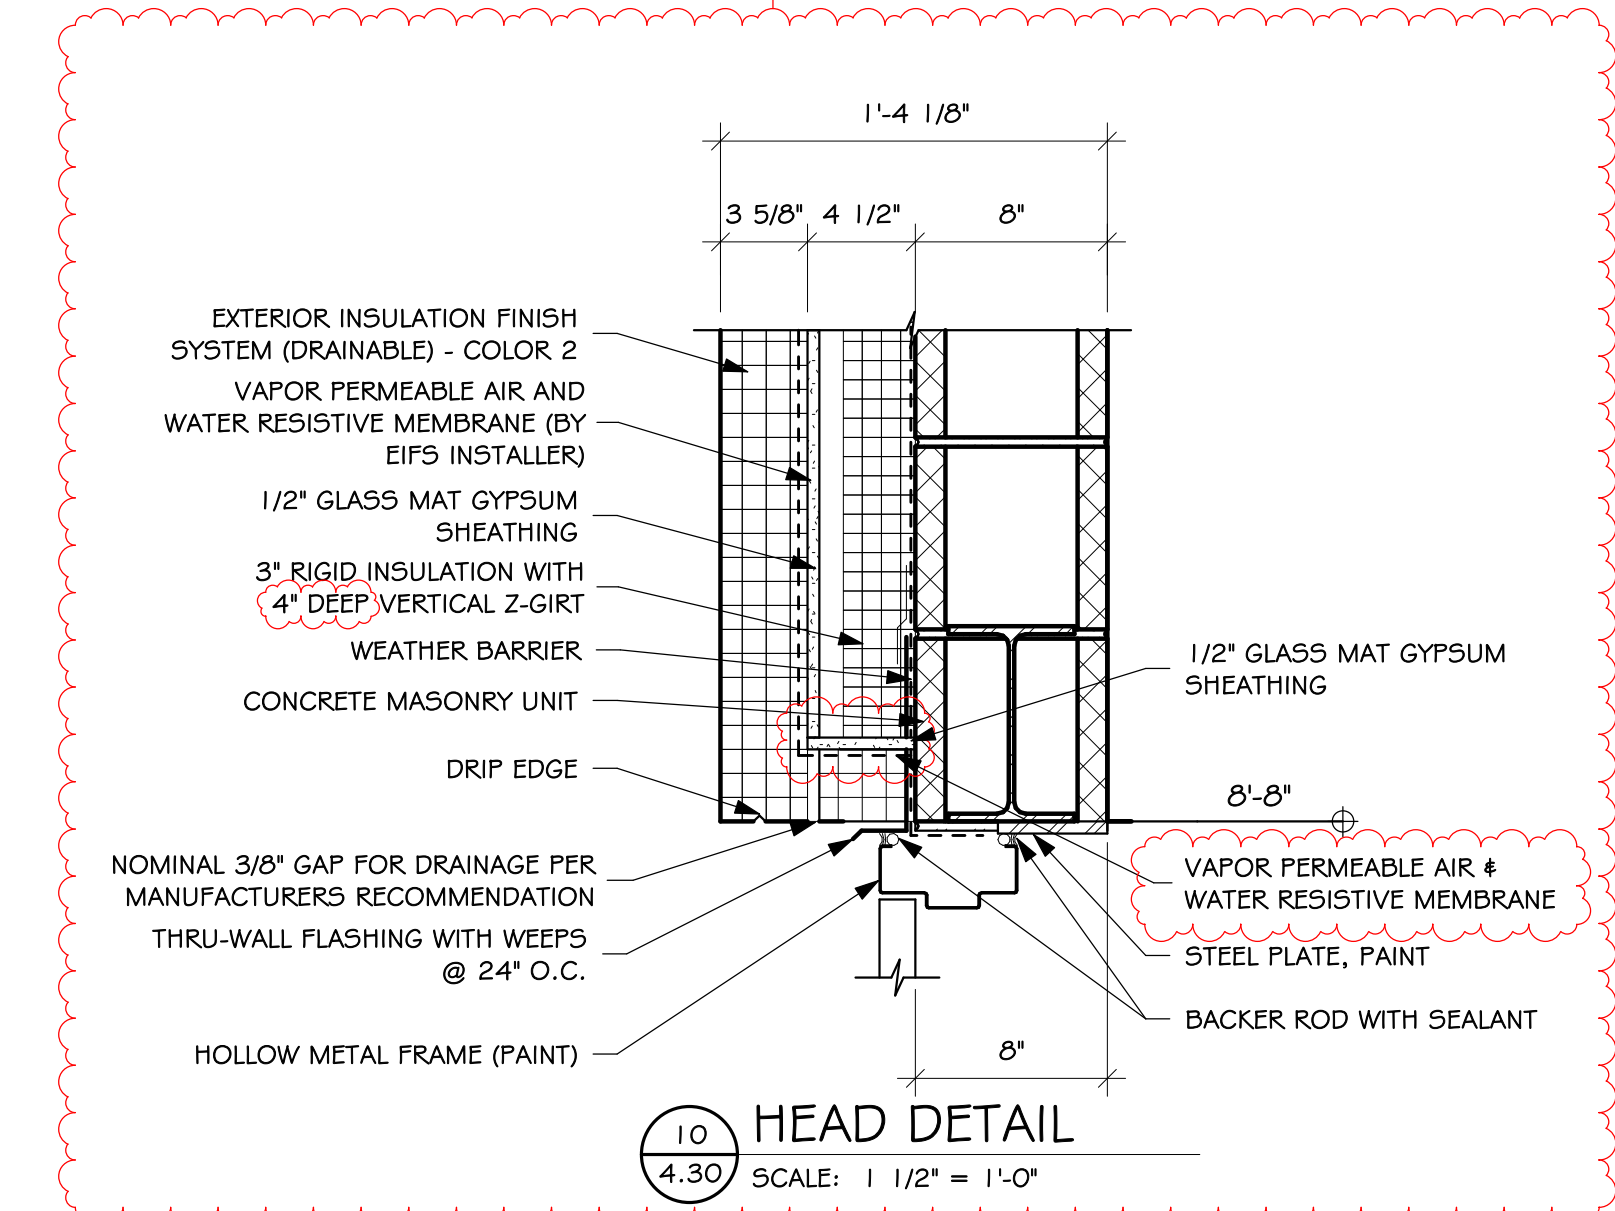 1'-4 1/8"
3 5/8" 4 1/2" 8"
EXTERIOR INSULATION FINISH
SYSTEM (DRAINABLE) - COLOR 2
VAPOR PERMEABLE AIR AND
WATER RESISTIVE MEMBRANE (BY
EIFS INSTALLER)
1/2" GLASS MAT GYPSUM
SHEATHING
3" RIGID INSULATION WITH
4" DEEP VERTICAL Z-GIRT
WEATHER BARRIER
CONCRETE MASONRY UNIT
DRIP EDGE
NOMINAL 3/8" GAP FOR DRAINAGE PER
MANUFACTURERS RECOMMENDATION
THRU-WALL FLASHING WITH WEEPS
@ 24" O.C.
HOLLOW METAL FRAME (PAINT)
1/2" GLASS MAT GYPSUM
SHEATHING
8'-8"
VAPOR PERMEABLE AIR &
WATER RESISTIVE MEMBRANE
STEEL PLATE, PAINT
BACKER ROD WITH SEALANT
8"
10
4.30
HEAD DETAIL
SCALE: 1 1/2" = 1'-0"